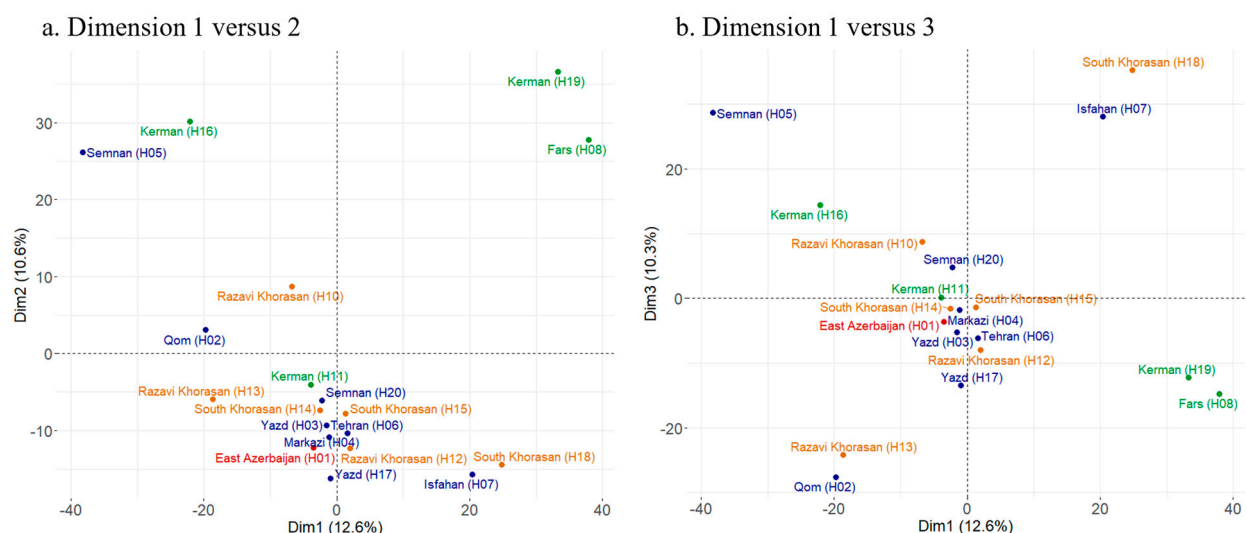 a. Dimension 1 versus 2
Kerman (H19)
30
Kerman (H16)
Fars (H08)
Semnan (H05)
20
10
Razavi Khorasan (H10)
Qom (H02)
0
Kerman (H11)
Razavi Khorasan (H13)
Semnan (H20)
South Khorasan (H14)
South Khorasan (H15)
Yazd (H03)
Tehran (H06)
-10
Markazi (H04)
East Azerbaijan (H01)
Razavi Khorasan (H12)
South Khorasan (H18)
Yazd (H17)
Isfahan (H07)
-40
-20
0
20
40
Dim1 (12.6%)
Dim2 (10.6%)
b. Dimension 1 versus 3
South Khorasan (H18)
Semnan (H05)
Isfahan (H07)
20
Kerman (H16)
Razavi Khorasan (H10)
Semnan (H20)
Kerman (H11)
0
South Khorasan (H14)
South Khorasan (H15)
East Azerbaijan (H01)
Markazi (H04)
Yazd (H03)
Tehran (H06)
Razavi Khorasan (H12)
Yazd (H17)
Kerman (H19)
Fars (H08)
-20
Razavi Khorasan (H13)
Qom (H02)
-40
-20
0
20
40
Dim1 (12.6%)
Dim3 (10.3%)